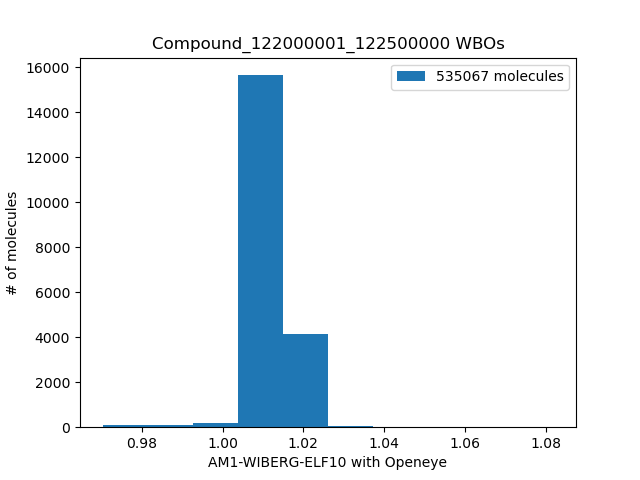 Compound_122000001_122500000 WBOs
535067 molecules
16000
14000
12000
10000
8000
6000
4000
2000
0
# of molecules
0.98 1.00 1.02 1.04 1.06 1.08
AM1-WIBERG-ELF10 with Openeye